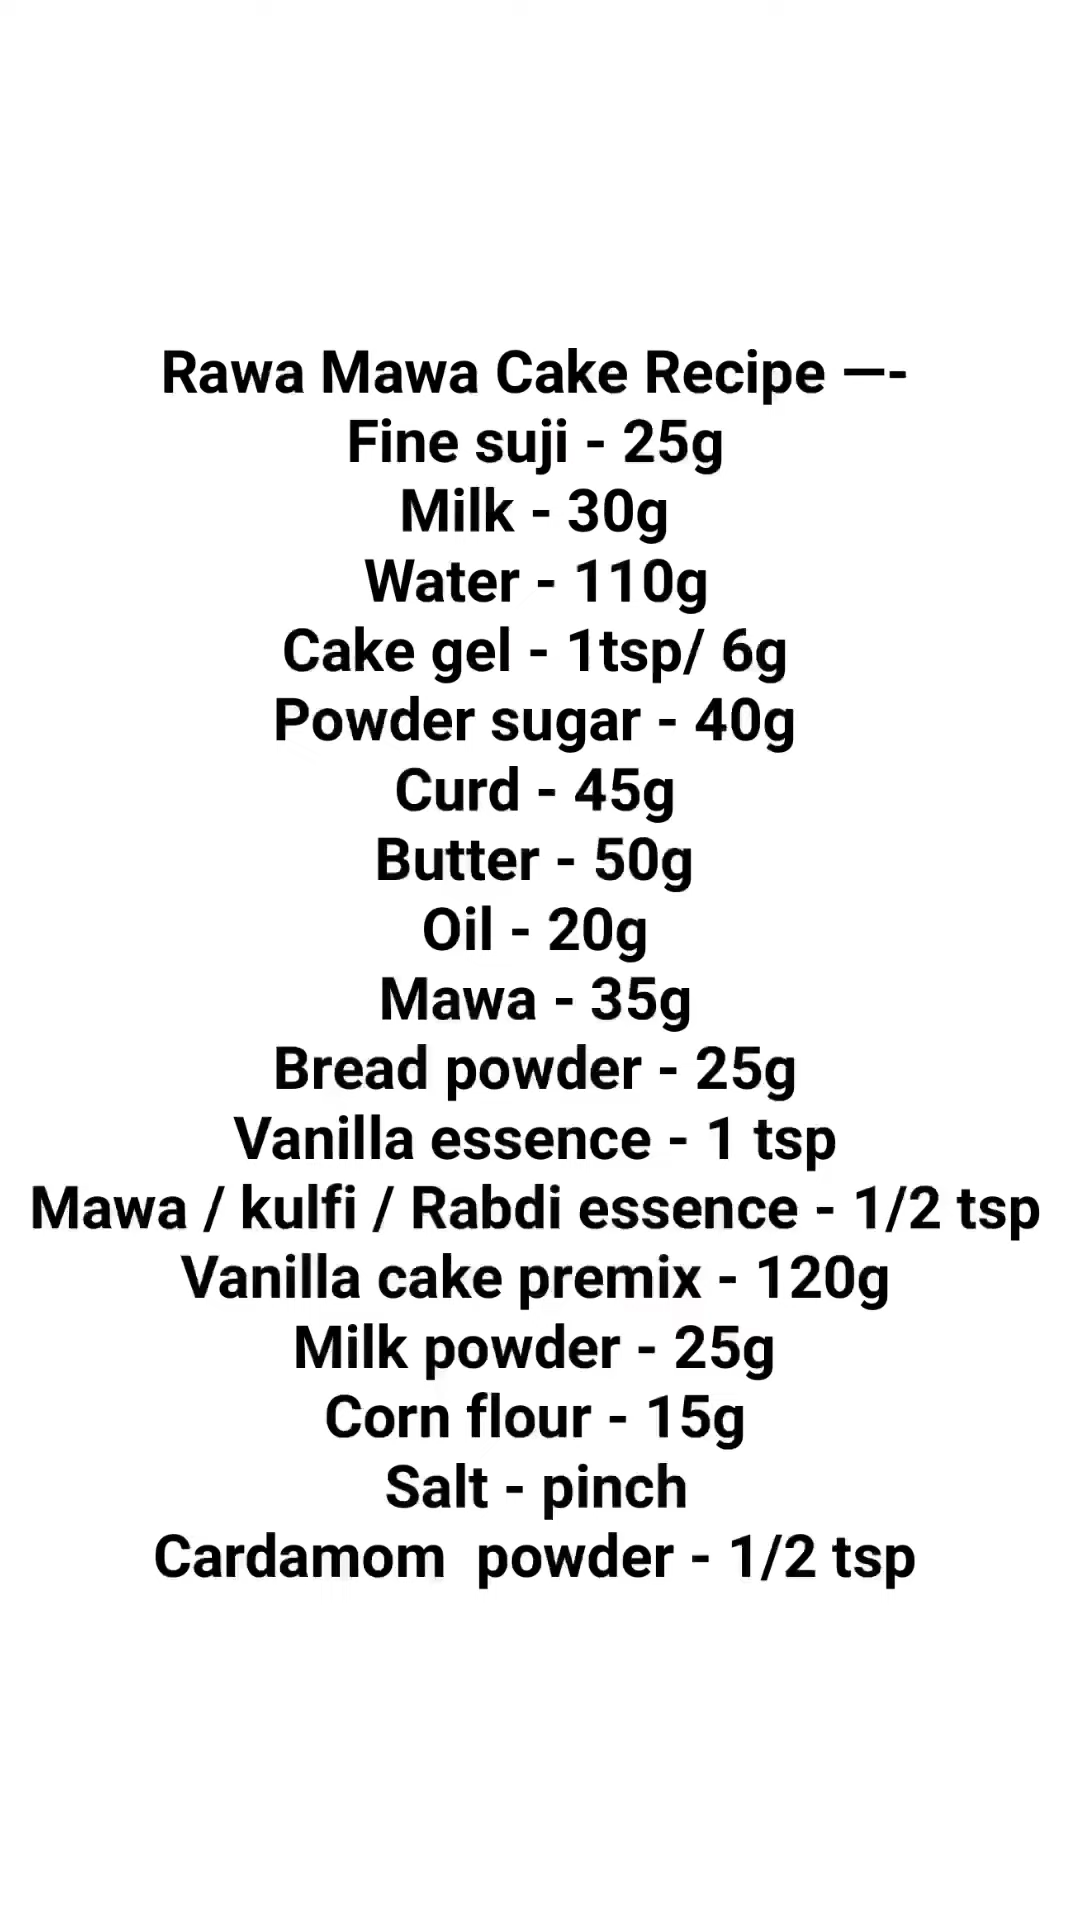 Rawa Mawa Cake Recipe —-
Fine suji - 25g
Milk - 30g
Water - 110g
Cake gel - 1tsp/ 6g
Powder sugar - 40g
Curd - 45g
Butter - 50g
Oil - 20g
Mawa - 35g
Bread powder - 25g
Vanilla essence - 1 tsp
Mawa / kulfi / Rabdi essence - 1/2 tsp
Vanilla cake premix - 120g
Milk powder - 25g
Corn flour - 15g
Salt - pinch
Cardamom  powder - 1/2 tsp